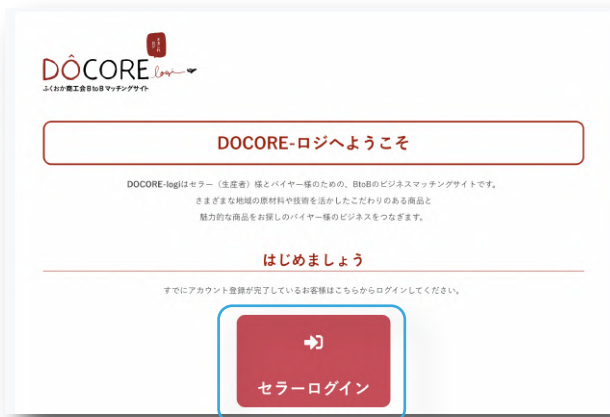 DÔCORE logi
ふくおか商工会BtoBマッチングサイト
DOCORE-ロジへようこそ
DOCORE-logiはセラー（生産者）様とバイヤー様のための、BtoBのビジネスマッチングサイトです。
さまざまな地域の原材料や技術を活かしたこだわりのある商品と
魅力的な商品をお探しのバイヤー様のビジネスをつなぎます。
はじめましょう
すでにアカウント登録が完了しているお客様はこちらからログインしてください。
セラーログイン